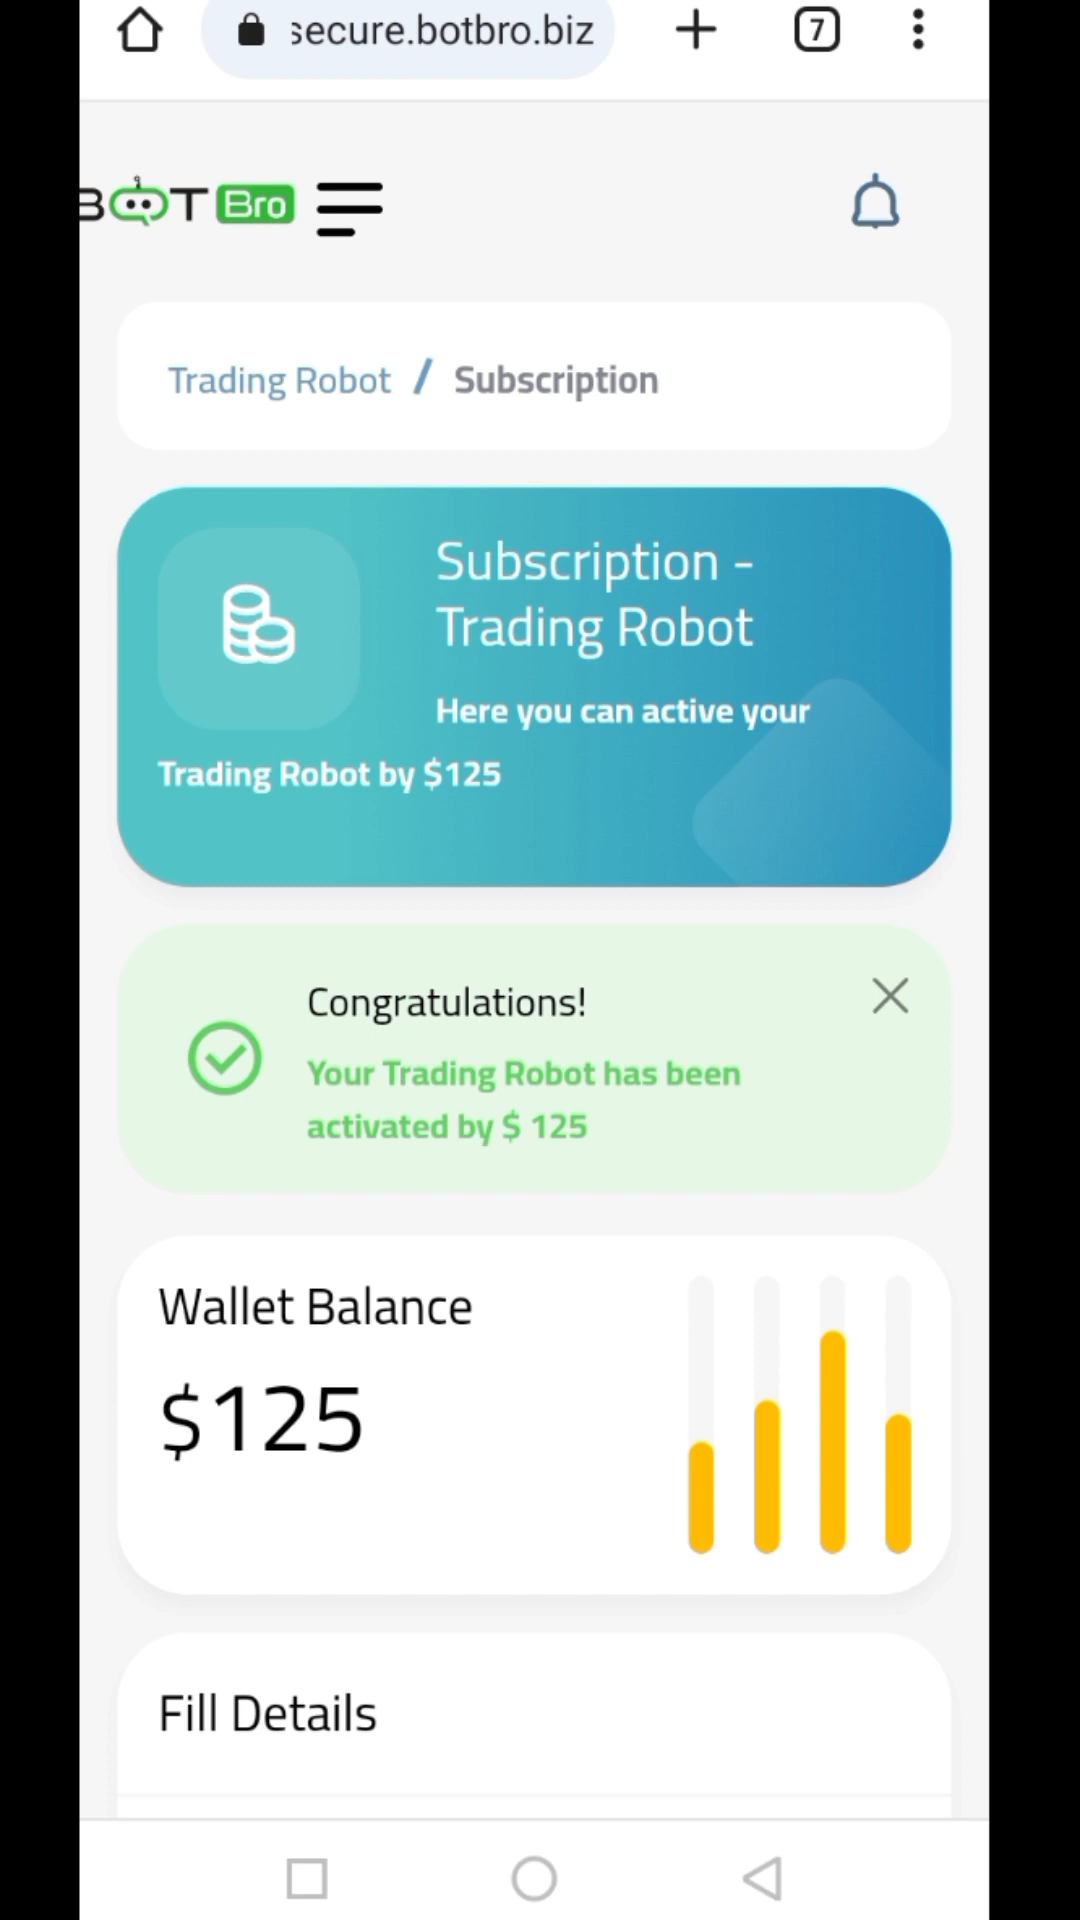 secure.botbro.biz
7
BOT Bro
Trading Robot / Subscription
Subscription -
Trading Robot
Here you can active your
Trading Robot by $125
Congratulations!
Your Trading Robot has been
activated by $ 125
Wallet Balance
$125
Fill Details